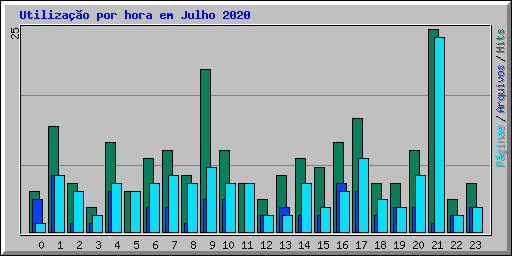 Utilização por hora em Julho 2020
25
Páginas / Arquivos / Hits
0 1 2 3 4 5 6 7 8 9 10 11 12 13 14 15 16 17 18 19 20 21 22 23